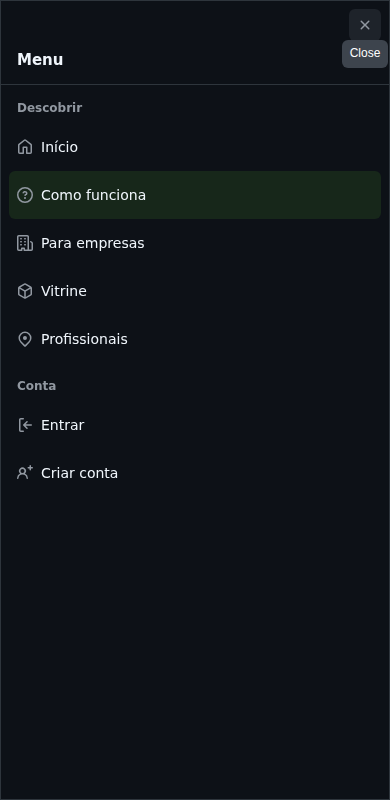 Close
Menu
Descobrir
Início
Como funciona
Para empresas
Vitrine
Profissionais
Conta
Entrar
Criar conta